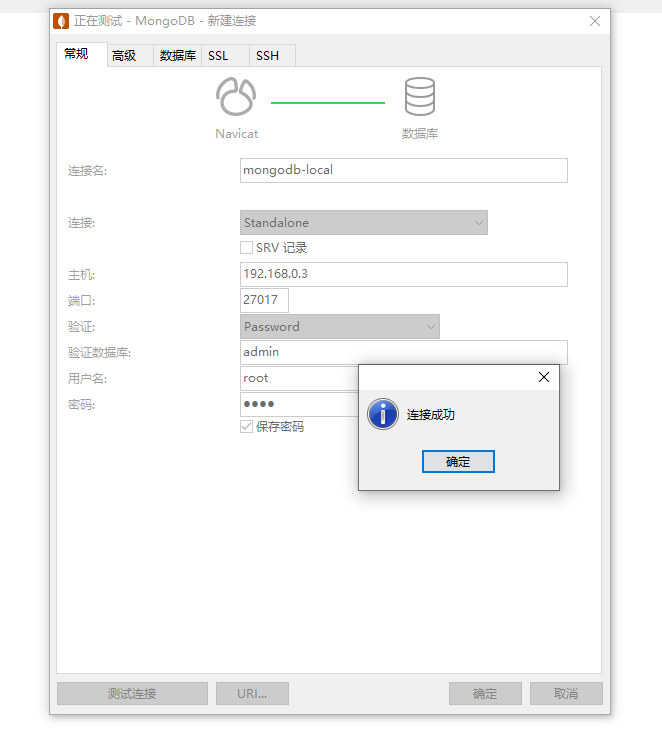 正在测试 - MongoDB - 新建连接
常规 高级 数据库 SSL SSH
Navicat 数据库
连接名: mongodb-local
连接: Standalone
SRV 记录
主机: 192.168.0.3
端口: 27017
验证: Password
验证数据库: admin
用户名: root
密码: ●●●●
保存密码
连接成功
确定
测试连接 URI... 确定 取消